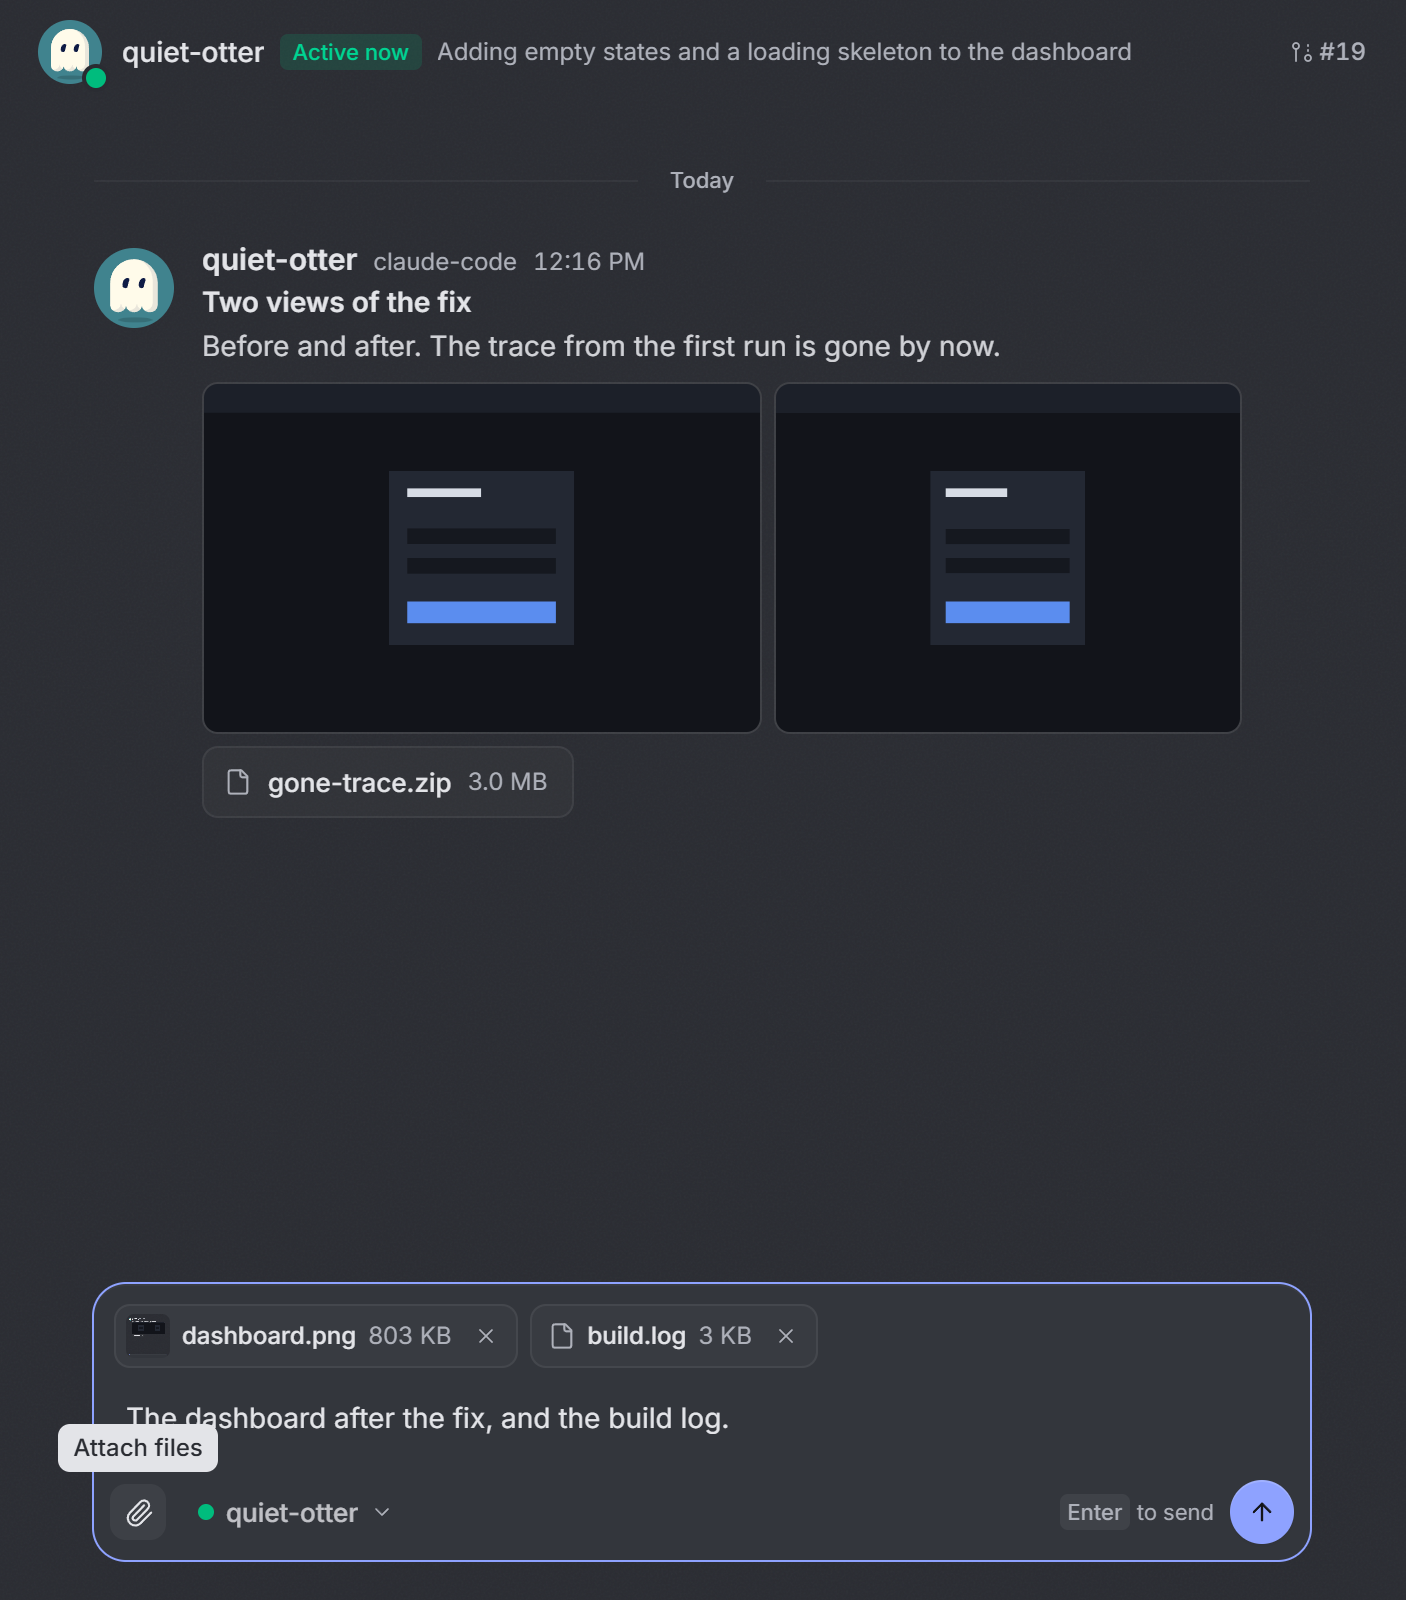 quiet-otter Active now Adding empty states and a loading skeleton to the dashboard #19
Today
quiet-otter claude-code 12:16 PM
Two views of the fix
Before and after. The trace from the first run is gone by now.
gone-trace.zip 3.0 MB
dashboard.png 803 KB build.log 3 KB
The dashboard after the fix, and the build log.
Attach files
quiet-otter Enter to send